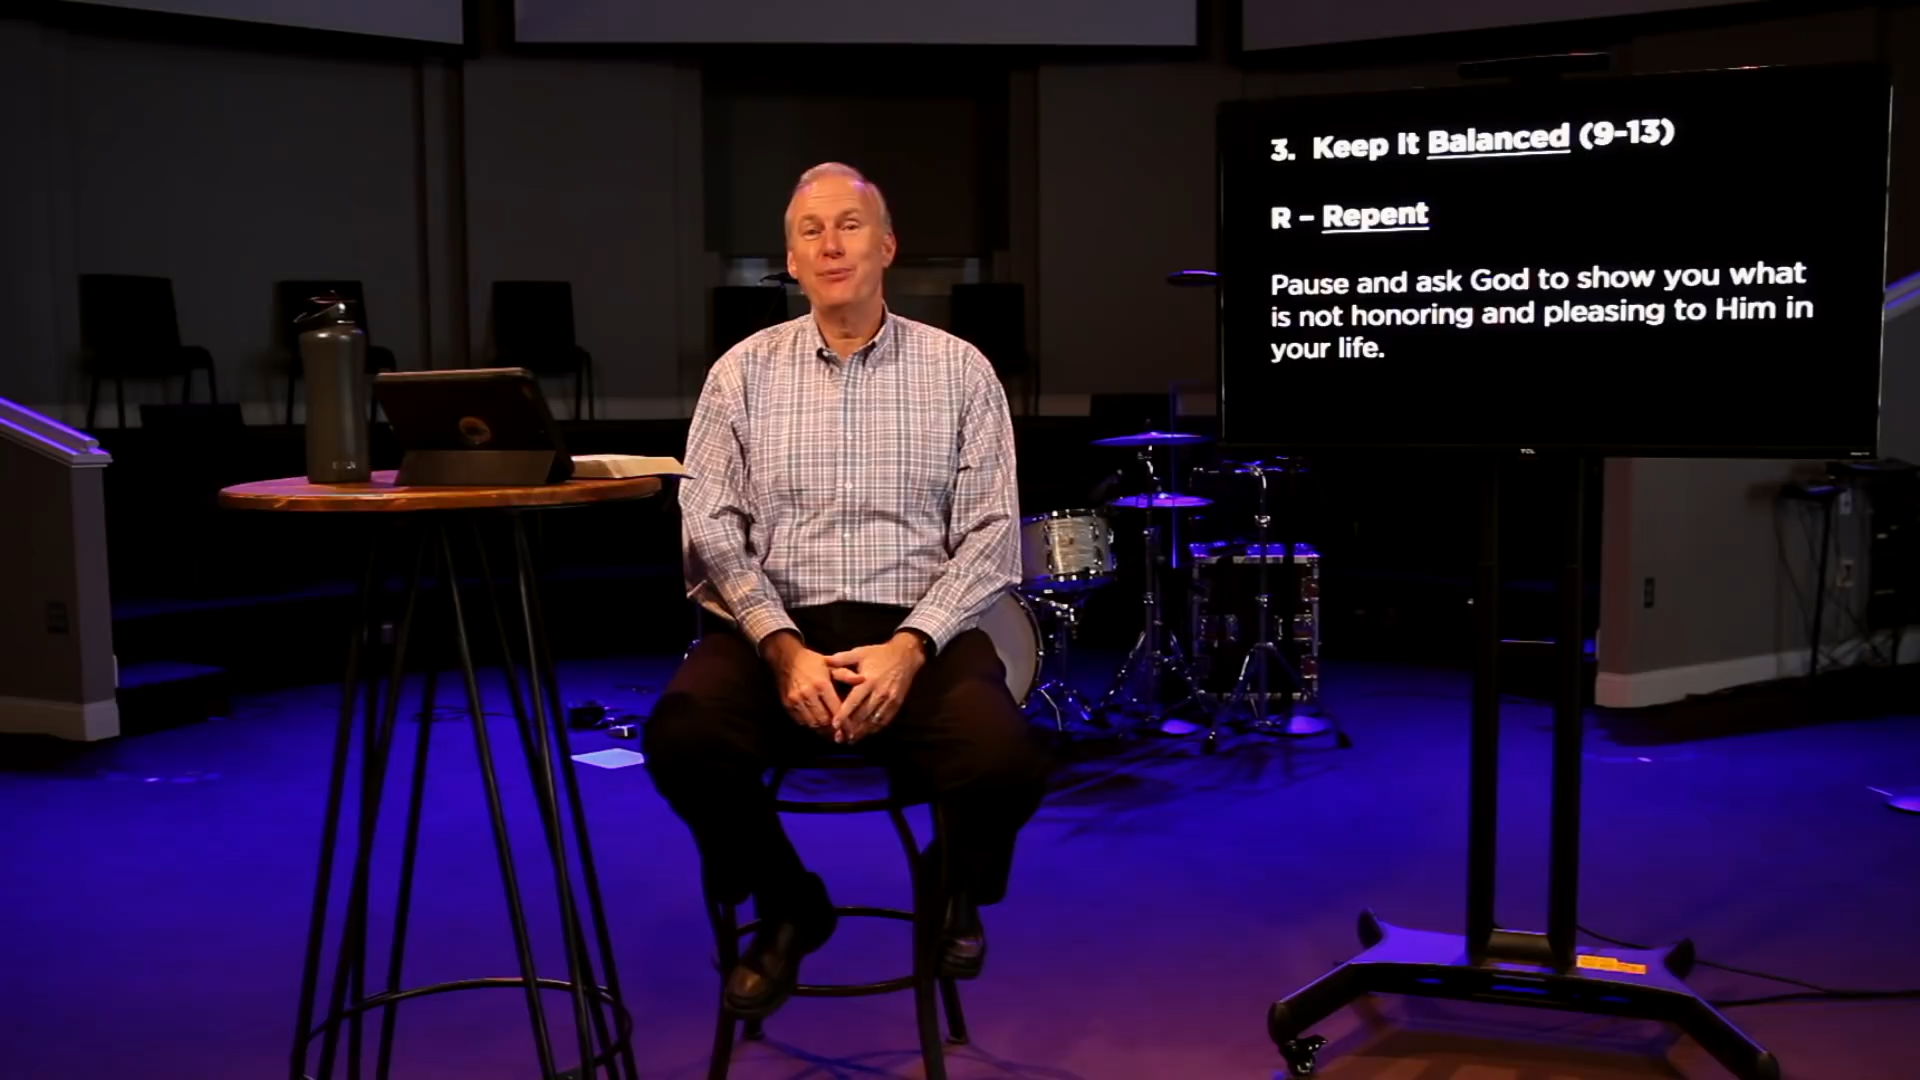 3. Keep It Balanced (9-13)
R – Repent
Pause and ask God to show you what
is not honoring and pleasing to Him in
your life.
TCL